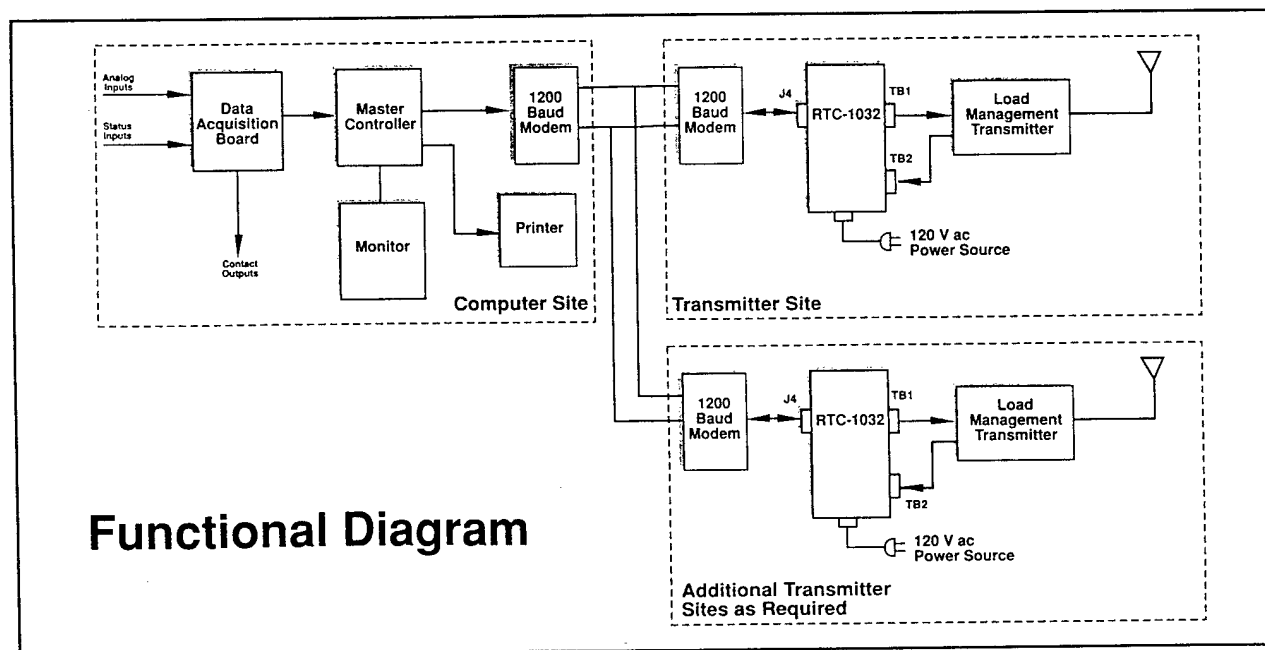 Analog
Inputs
Status
Inputs
Data
Acquisition
Board
Contact
Outputs
Master
Controller
Monitor
1200
Baud
Modem
Printer
Computer Site
1200
Baud
Modem
J4
RTC-1032
TB1
TB2
Load
Management
Transmitter
120 V ac
Power Source
Transmitter Site
1200
Baud
Modem
J4
RTC-1032
TB1
TB2
Load
Management
Transmitter
120 V ac
Power Source
Additional Transmitter
Sites as Required
Functional Diagram